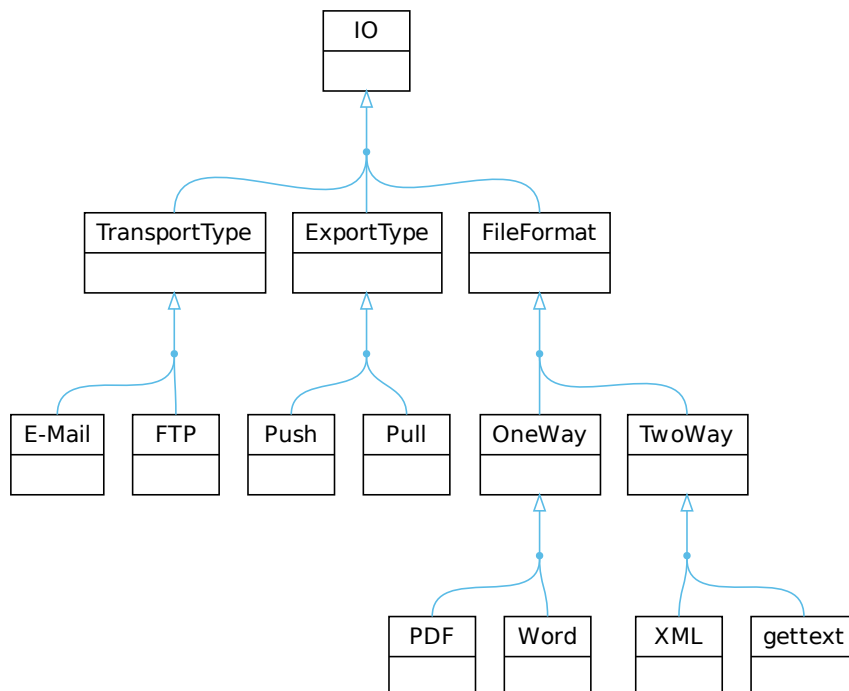 IO
TransportType
ExportType
FileFormat
E-Mail
FTP
Push
Pull
OneWay
TwoWay
PDF
Word
XML
gettext